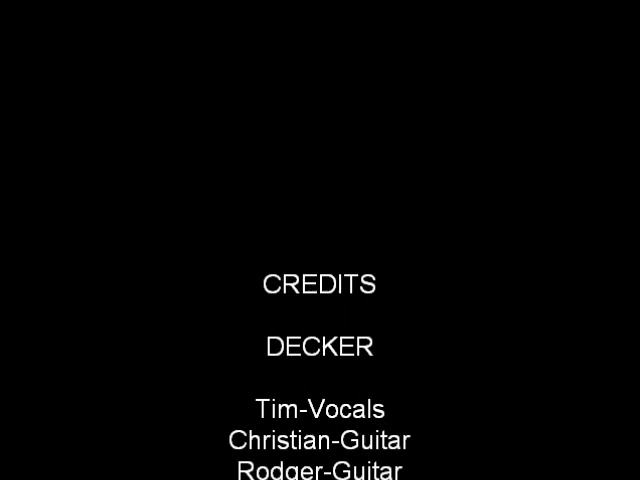 CREDITS
DECKER
Tim-Vocals
Christian-Guitar
Rodger-Guitar